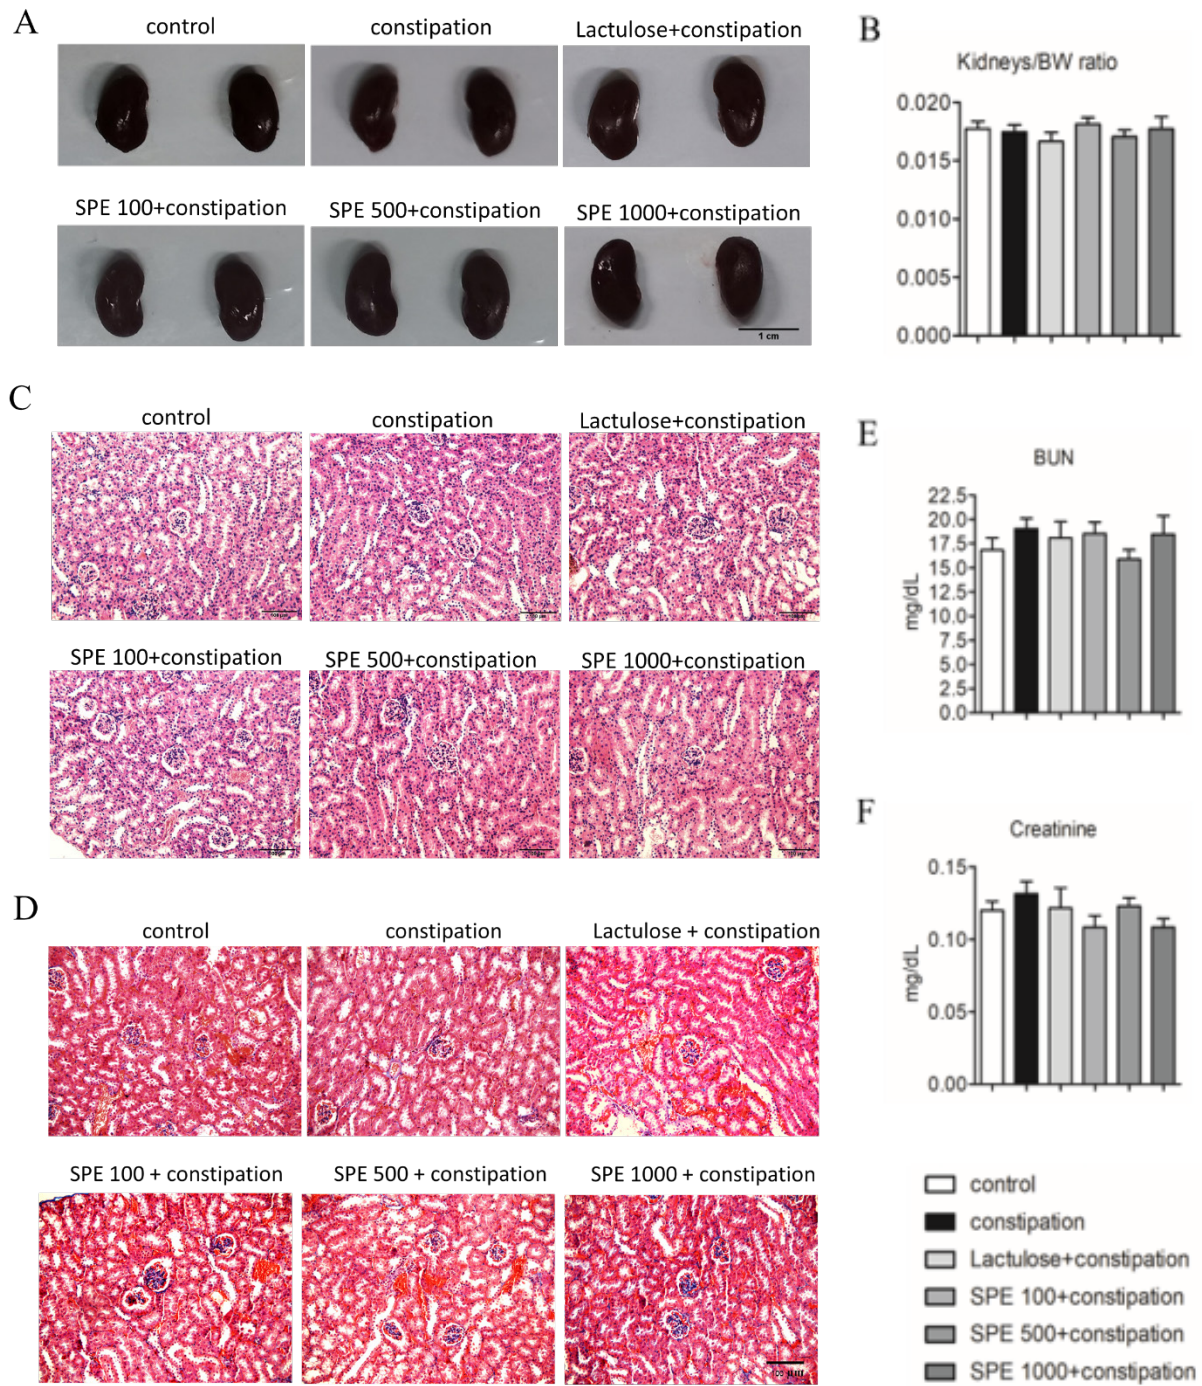 A
control
constipation
Lactulose+constipation
SPE 100+constipation
SPE 500+constipation
SPE 1000+constipation
1 cm
B
Kidneys/BW ratio
0.020
0.015
0.010
0.005
0.000
C
control
constipation
Lactulose+constipation
SPE 100+constipation
SPE 500+constipation
SPE 1000+constipation
D
control
constipation
Lactulose + constipation
SPE 100 + constipation
SPE 500 + constipation
SPE 1000 + constipation
100 μm
E
BUN
mg/dL
22.5
20.0
17.5
15.0
12.5
10.0
7.5
5.0
2.5
0.0
F
Creatinine
mg/dL
0.15
0.10
0.05
0.00
control
constipation
Lactulose+constipation
SPE 100+constipation
SPE 500+constipation
SPE 1000+constipation